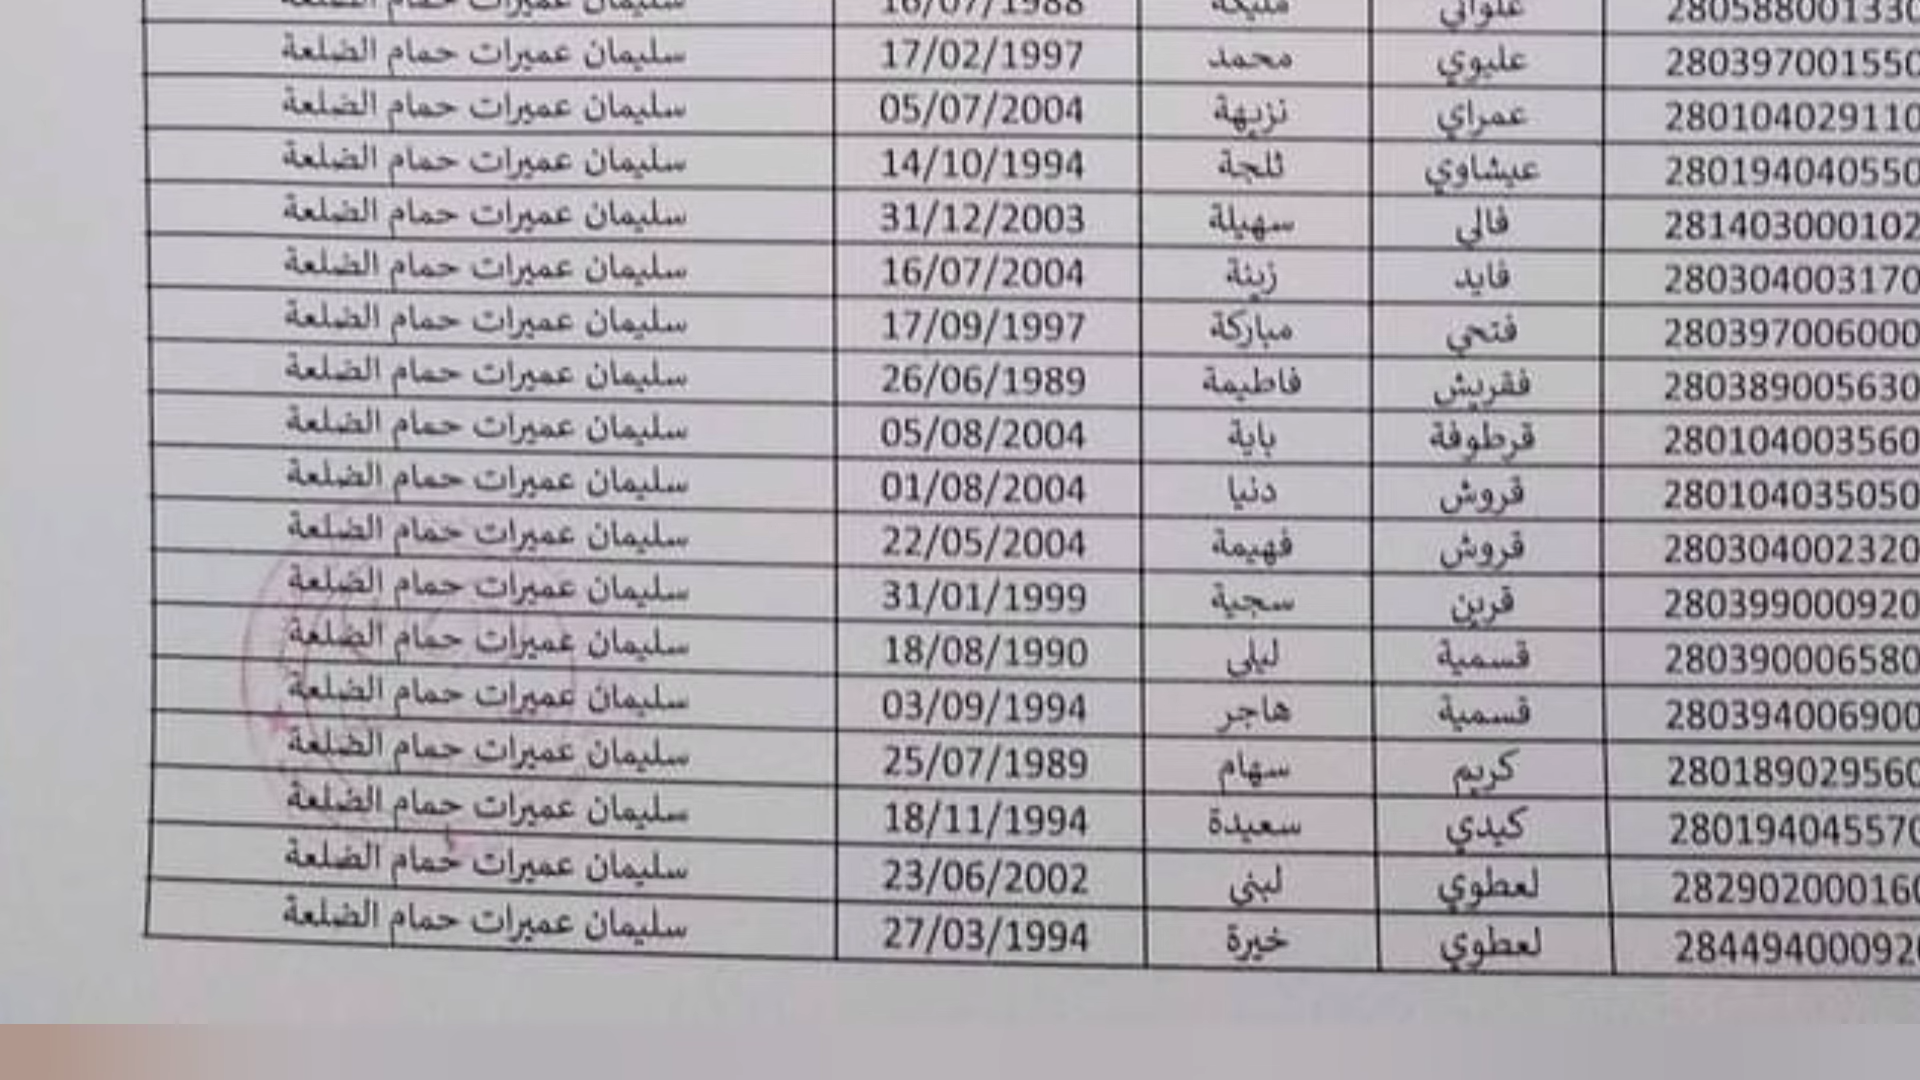 280588001330 علواني مليكة 16/07/1988 سليمان عميرات حمام الضلعة
280397001550 عليوي محمد 17/02/1997 سليمان عميرات حمام الضلعة
280104029110 عمراي نزيهة 05/07/2004 سليمان عميرات حمام الضلعة
280194040550 عيشاوي ثلجة 14/10/1994 سليمان عميرات حمام الضلعة
281403000102 فالي سهيلة 31/12/2003 سليمان عميرات حمام الضلعة
280304003170 فايد زينة 16/07/2004 سليمان عميرات حمام الضلعة
280397006000 فتحي مباركة 17/09/1997 سليمان عميرات حمام الضلعة
280389005630 فقريش فاطيمة 26/06/1989 سليمان عميرات حمام الضلعة
280104003560 قرطوفة باية 05/08/2004 سليمان عميرات حمام الضلعة
280104035050 قروش دنيا 01/08/2004 سليمان عميرات حمام الضلعة
280304002320 قروش فهيمة 22/05/2004 سليمان عميرات حمام الضلعة
280399000920 قرين سجية 31/01/1999 سليمان عميرات حمام الضلعة
280390006580 قسمية ليلى 18/08/1990 سليمان عميرات حمام الضلعة
280394006900 قسمية هاجر 03/09/1994 سليمان عميرات حمام الضلعة
280189029560 كريم سهام 25/07/1989 سليمان عميرات حمام الضلعة
280194045570 كيدي سعيدة 18/11/1994 سليمان عميرات حمام الضلعة
282902000160 لعطوي لبنى 23/06/2002 سليمان عميرات حمام الضلعة
284494000920 لعطوي خيرة 27/03/1994 سليمان عميرات حمام الضلعة